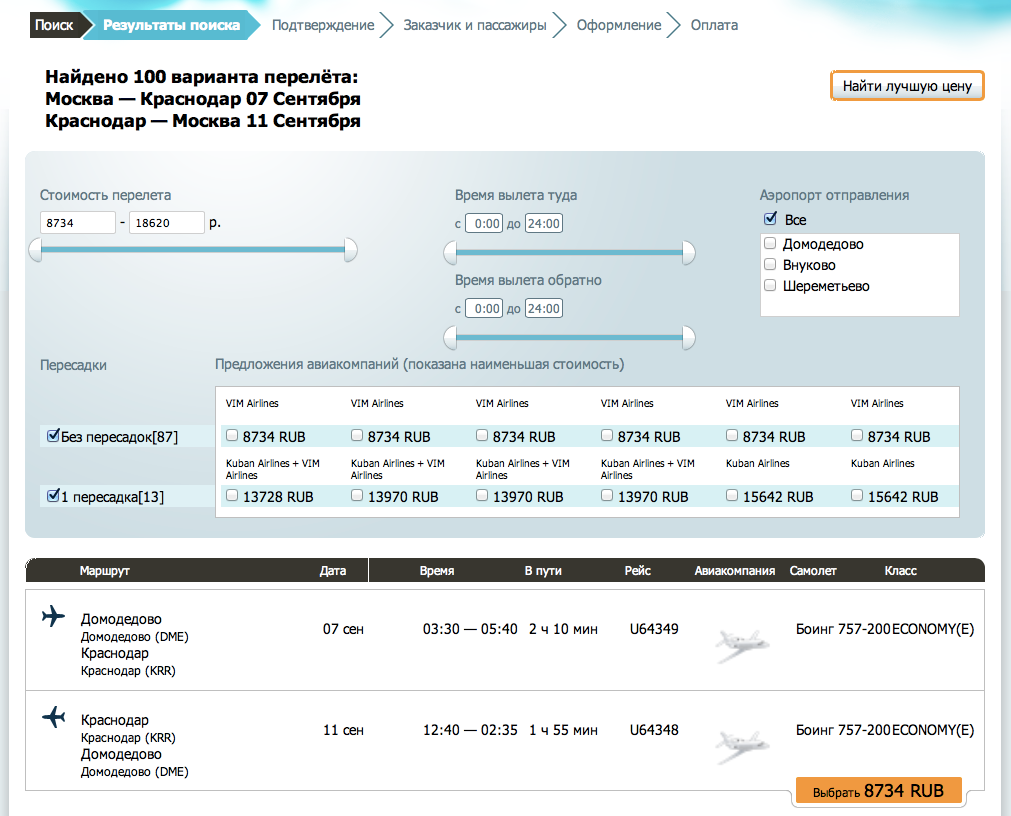 Поиск Результаты поиска Подтверждение Заказчик и пассажиры Оформление Оплата
Найдено 100 варианта перелёта:
Москва — Краснодар 07 Сентября
Краснодар — Москва 11 Сентября
Найти лучшую цену
Стоимость перелета
8734 - 18620 р.
Время вылета туда
с 0:00 до 24:00
Время вылета обратно
с 0:00 до 24:00
Аэропорт отправления
Все
Домодедово
Внуково
Шереметьево
Пересадки
Предложения авиакомпаний (показана наименьшая стоимость)
VIM Airlines VIM Airlines VIM Airlines VIM Airlines VIM Airlines VIM Airlines
Без пересадок[87] 8734 RUB 8734 RUB 8734 RUB 8734 RUB 8734 RUB 8734 RUB
Kuban Airlines + VIM Kuban Airlines + VIM Kuban Airlines + VIM Kuban Airlines + VIM Kuban Airlines Kuban Airlines
Airlines Airlines Airlines Airlines
1 пересадка[13] 13728 RUB 13970 RUB 13970 RUB 13970 RUB 15642 RUB 15642 RUB
Маршрут Дата Время В пути Рейс Авиакомпания Самолет Класс
Домодедово
Домодедово (DME)
Краснодар
Краснодар (KRR)
07 сен 03:30 — 05:40 2 ч 10 мин U64349 Боинг 757-200 ECONOMY(E)
Краснодар
Краснодар (KRR)
Домодедово
Домодедово (DME)
11 сен 12:40 — 02:35 1 ч 55 мин U64348 Боинг 757-200 ECONOMY(E)
Выбрать 8734 RUB